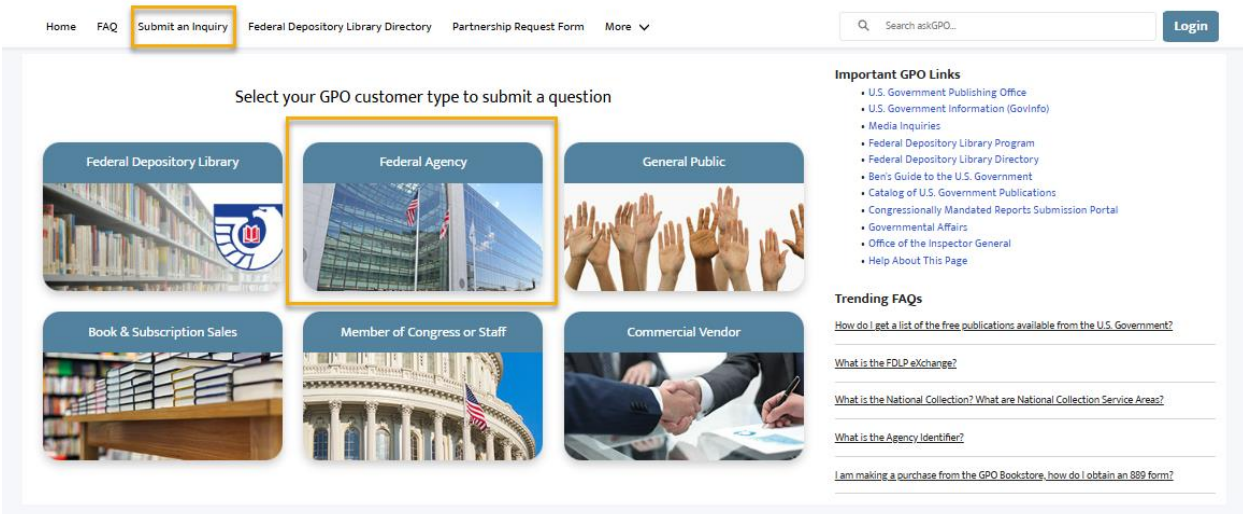 Home FAQ Submit an Inquiry Federal Depository Library Directory Partnership Request Form More
Search askGPO...
Login
Select your GPO customer type to submit a question
Federal Depository Library
Federal Agency
General Public
Book & Subscription Sales
Member of Congress or Staff
Commercial Vendor
Important GPO Links
• U.S. Government Publishing Office
• U.S. Government Information (GovInfo)
• Media Inquiries
• Federal Depository Library Program
• Federal Depository Library Directory
• Ben's Guide to the U.S. Government
• Catalog of U.S. Government Publications
• Congressionally Mandated Reports Submission Portal
• Governmental Affairs
• Office of the Inspector General
• Help About This Page
Trending FAQs
How do I get a list of the free publications available from the U.S. Government?
What is the FDLP eXchange?
What is the National Collection? What are National Collection Service Areas?
What is the Agency Identifier?
I am making a purchase from the GPO Bookstore, how do I obtain an 889 form?